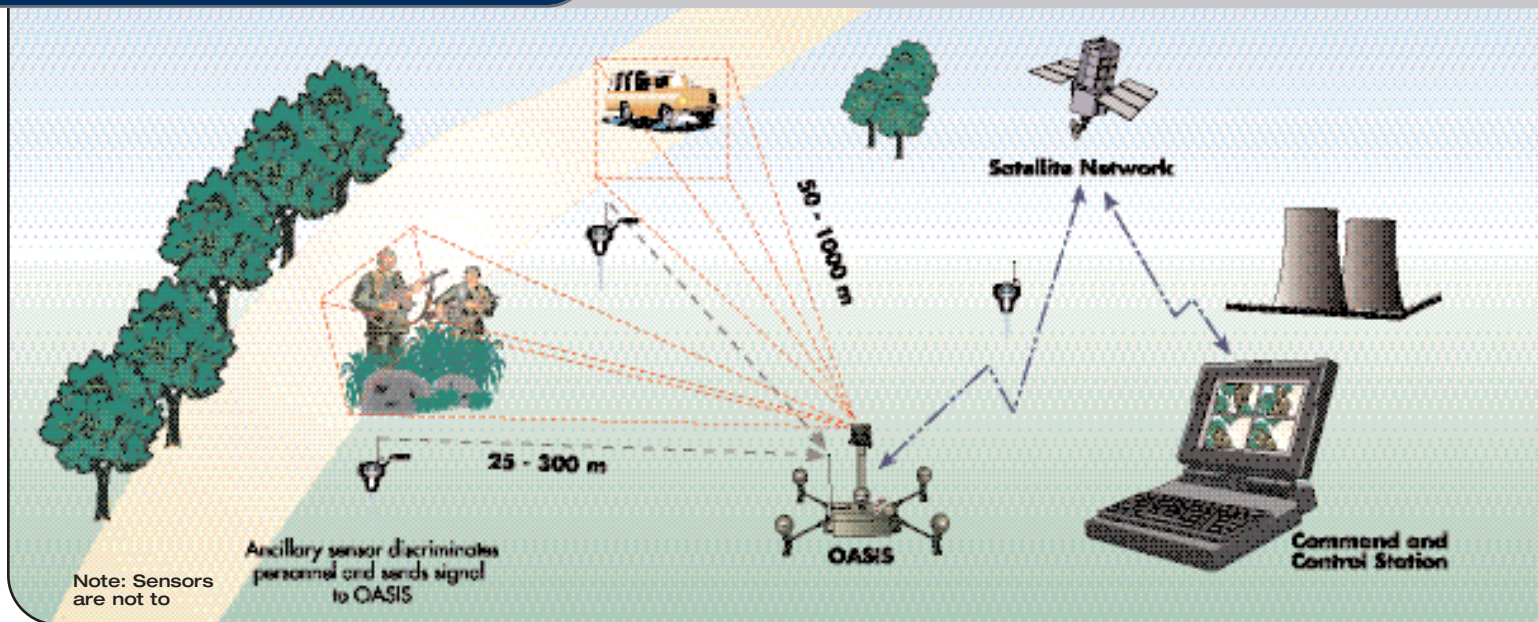 Satellite Network
50 - 1000 m
25 - 300 m
OASIS
Command and
Control Station
Ancillary sensor discriminates
personnel and sends signal
to OASIS
Note: Sensors
are not to